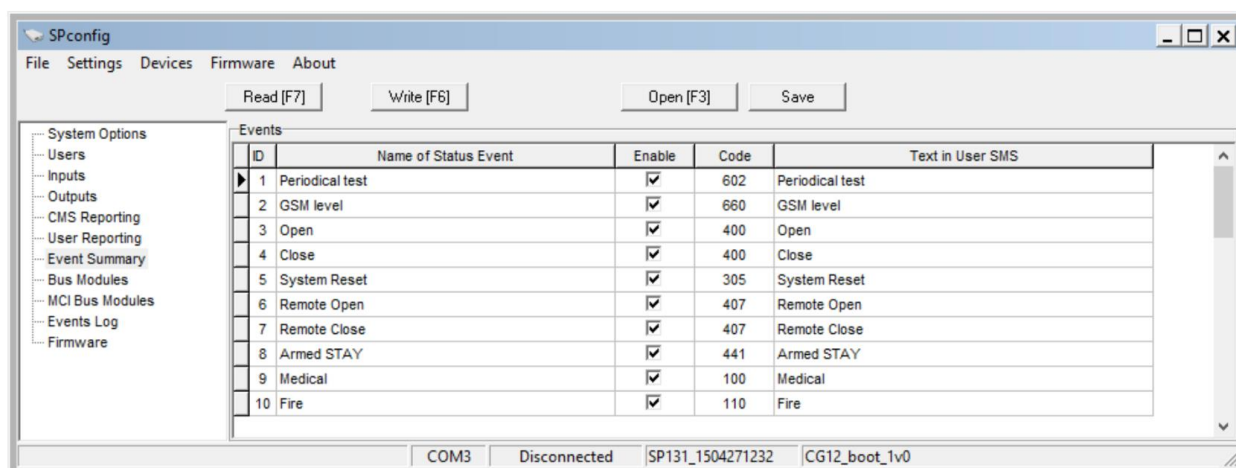 SPconfig
File Settings Devices Firmware About
Read [F7] Write [F6] Open [F3] Save
System Options
Users
Inputs
Outputs
CMS Reporting
User Reporting
Event Summary
Bus Modules
MCI Bus Modules
Events Log
Firmware
Events
ID Name of Status Event Enable Code Text in User SMS
1 Periodical test 602 Periodical test
2 GSM level 660 GSM level
3 Open 400 Open
4 Close 400 Close
5 System Reset 305 System Reset
6 Remote Open 407 Remote Open
7 Remote Close 407 Remote Close
8 Armed STAY 441 Armed STAY
9 Medical 100 Medical
10 Fire 110 Fire
COM3 Disconnected SP131_1504271232 CG12_boot_1v0